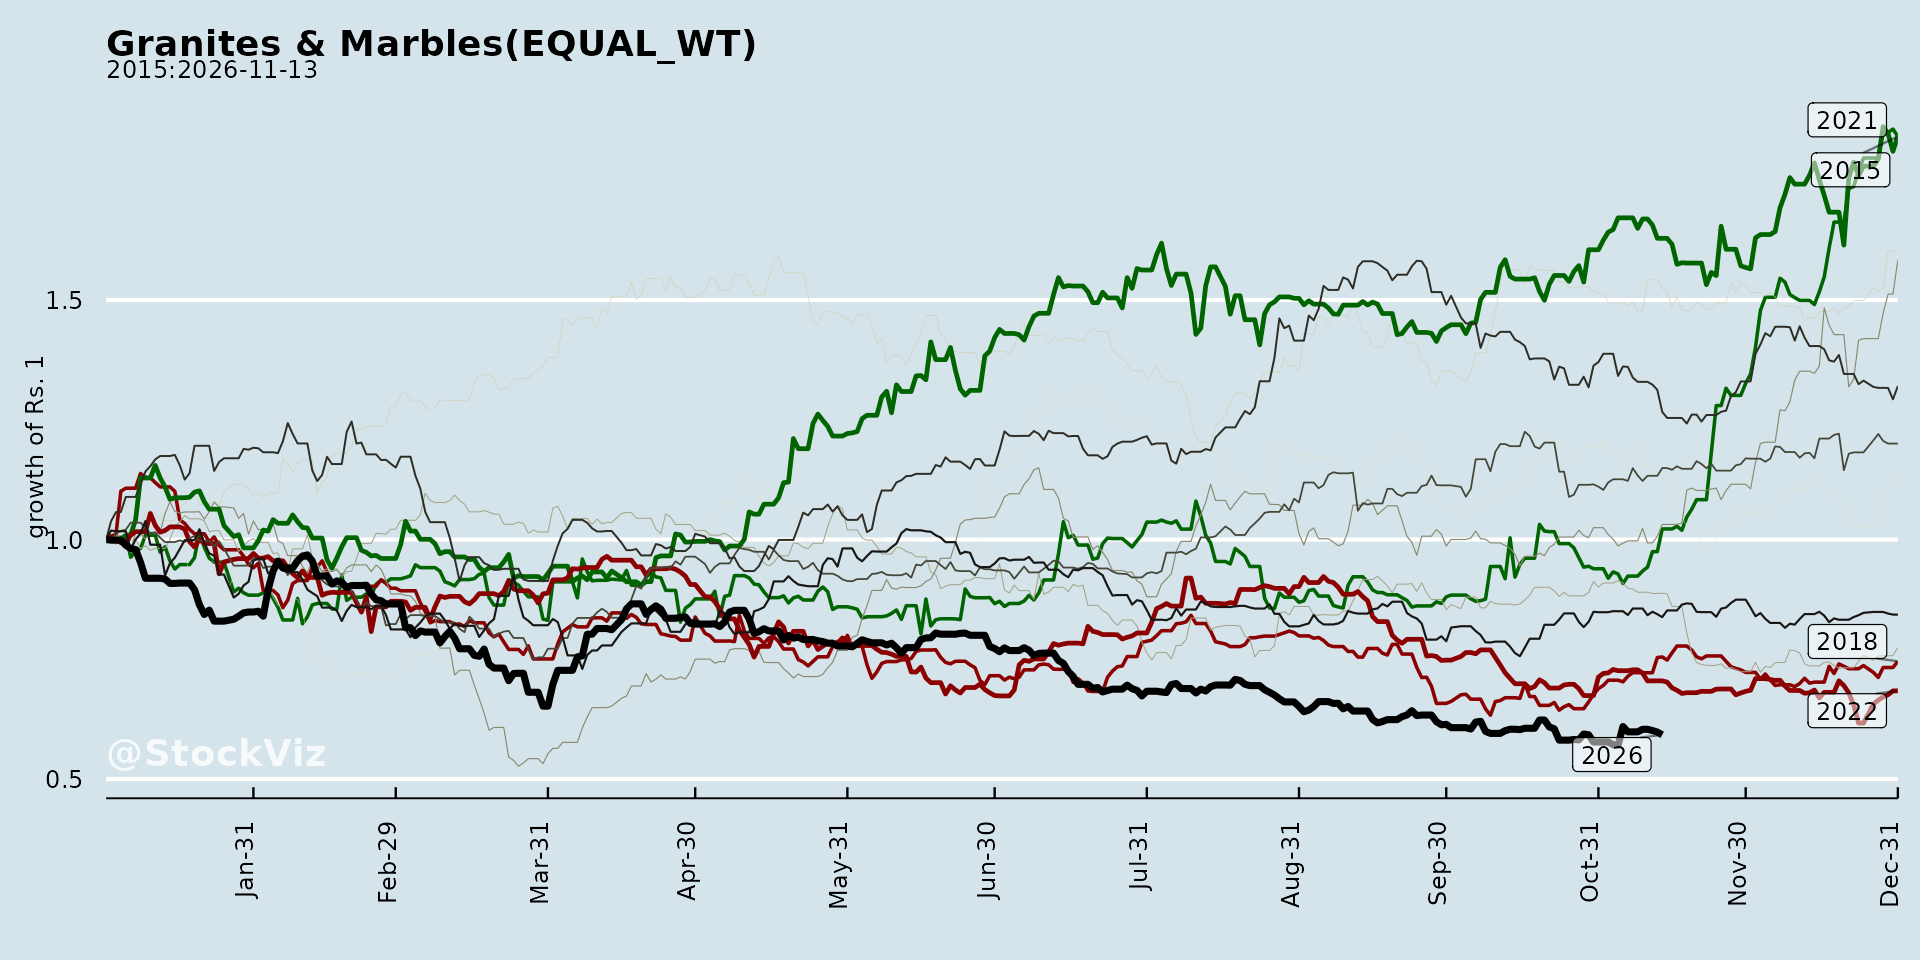 Granites & Marbles(EQUAL_WT)
2015:2026-11-13
growth of Rs. 1
1.5
1.0
0.5
2021
2015
2018
2022
2026
@StockViz
Jan-31
Feb-29
Mar-31
Apr-30
May-31
Jun-30
Jul-31
Aug-31
Sep-30
Oct-31
Nov-30
Dec-31